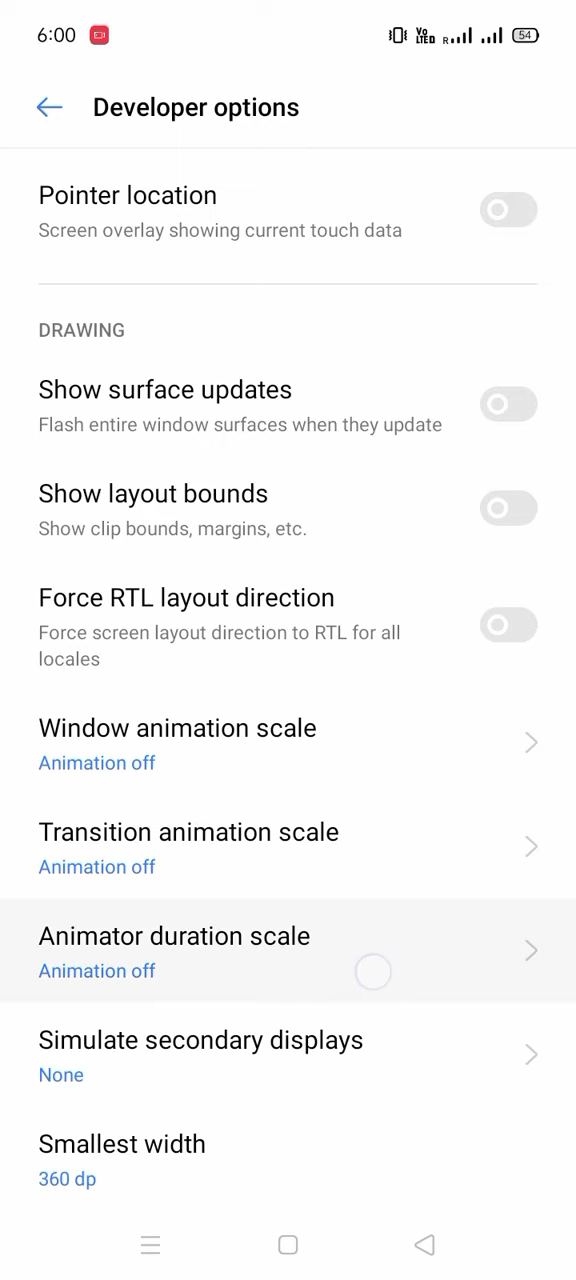 6:00
Vo
LTED
R
54
Developer options
Pointer location
Screen overlay showing current touch data
DRAWING
Show surface updates
Flash entire window surfaces when they update
Show layout bounds
Show clip bounds, margins, etc.
Force RTL layout direction
Force screen layout direction to RTL for all
locales
Window animation scale
Animation off
Transition animation scale
Animation off
Animator duration scale
Animation off
Simulate secondary displays
None
Smallest width
360 dp